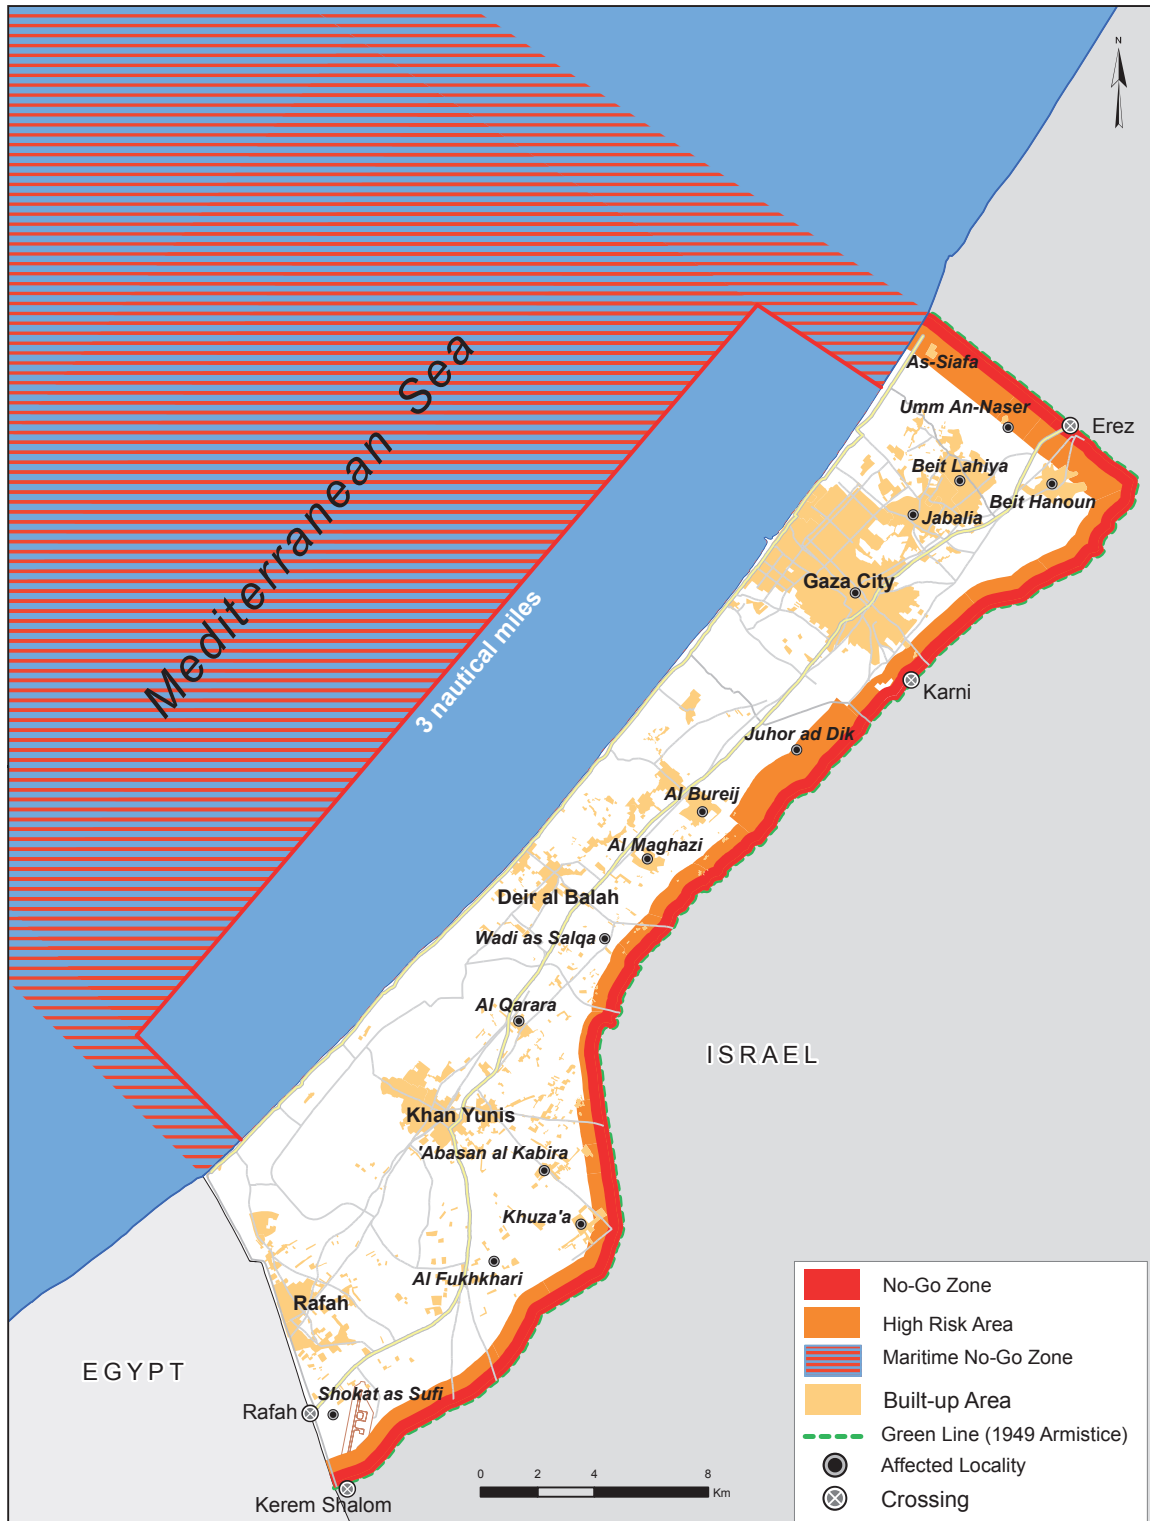 N
Mediterranean Sea
3 nautical miles
As-Siafa
Umm An-Naser
Erez
Beit Lahiya
Beit Hanoun
Jabalia
Gaza City
Karni
Juhor ad Dik
Al Bureij
Al Maghazi
Deir al Balah
Wadi as Salqa
Al Qarara
ISRAEL
Khan Yunis
'Abasan al Kabira
Khuza'a
Al Fukhkhari
Rafah
EGYPT
Shokat as Sufi
Rafah
Kerem Shalom
0 2 4 8
Km
No-Go Zone
High Risk Area
Maritime No-Go Zone
Built-up Area
Green Line (1949 Armistice)
Affected Locality
Crossing